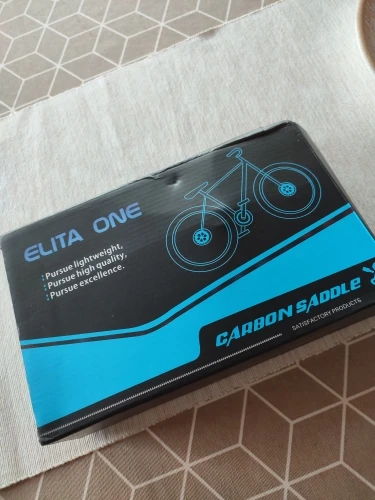 ELITA ONE
: Pursue lightweight,
: Pursue high quality,
: Pursue excellence.
CARBON SADDLE
SATISFACTORY PRODUCTS